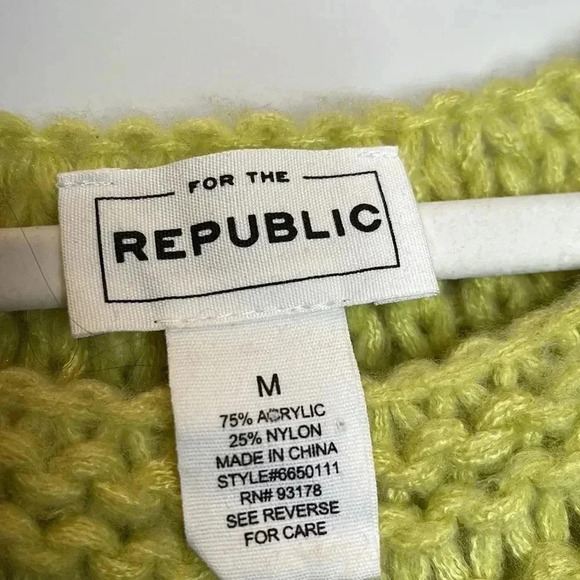 FOR THE
REPUBLIC
M
75% ACRYLIC
25% NYLON
MADE IN CHINA
STYLE#6650111
RN# 93178
SEE REVERSE
FOR CARE